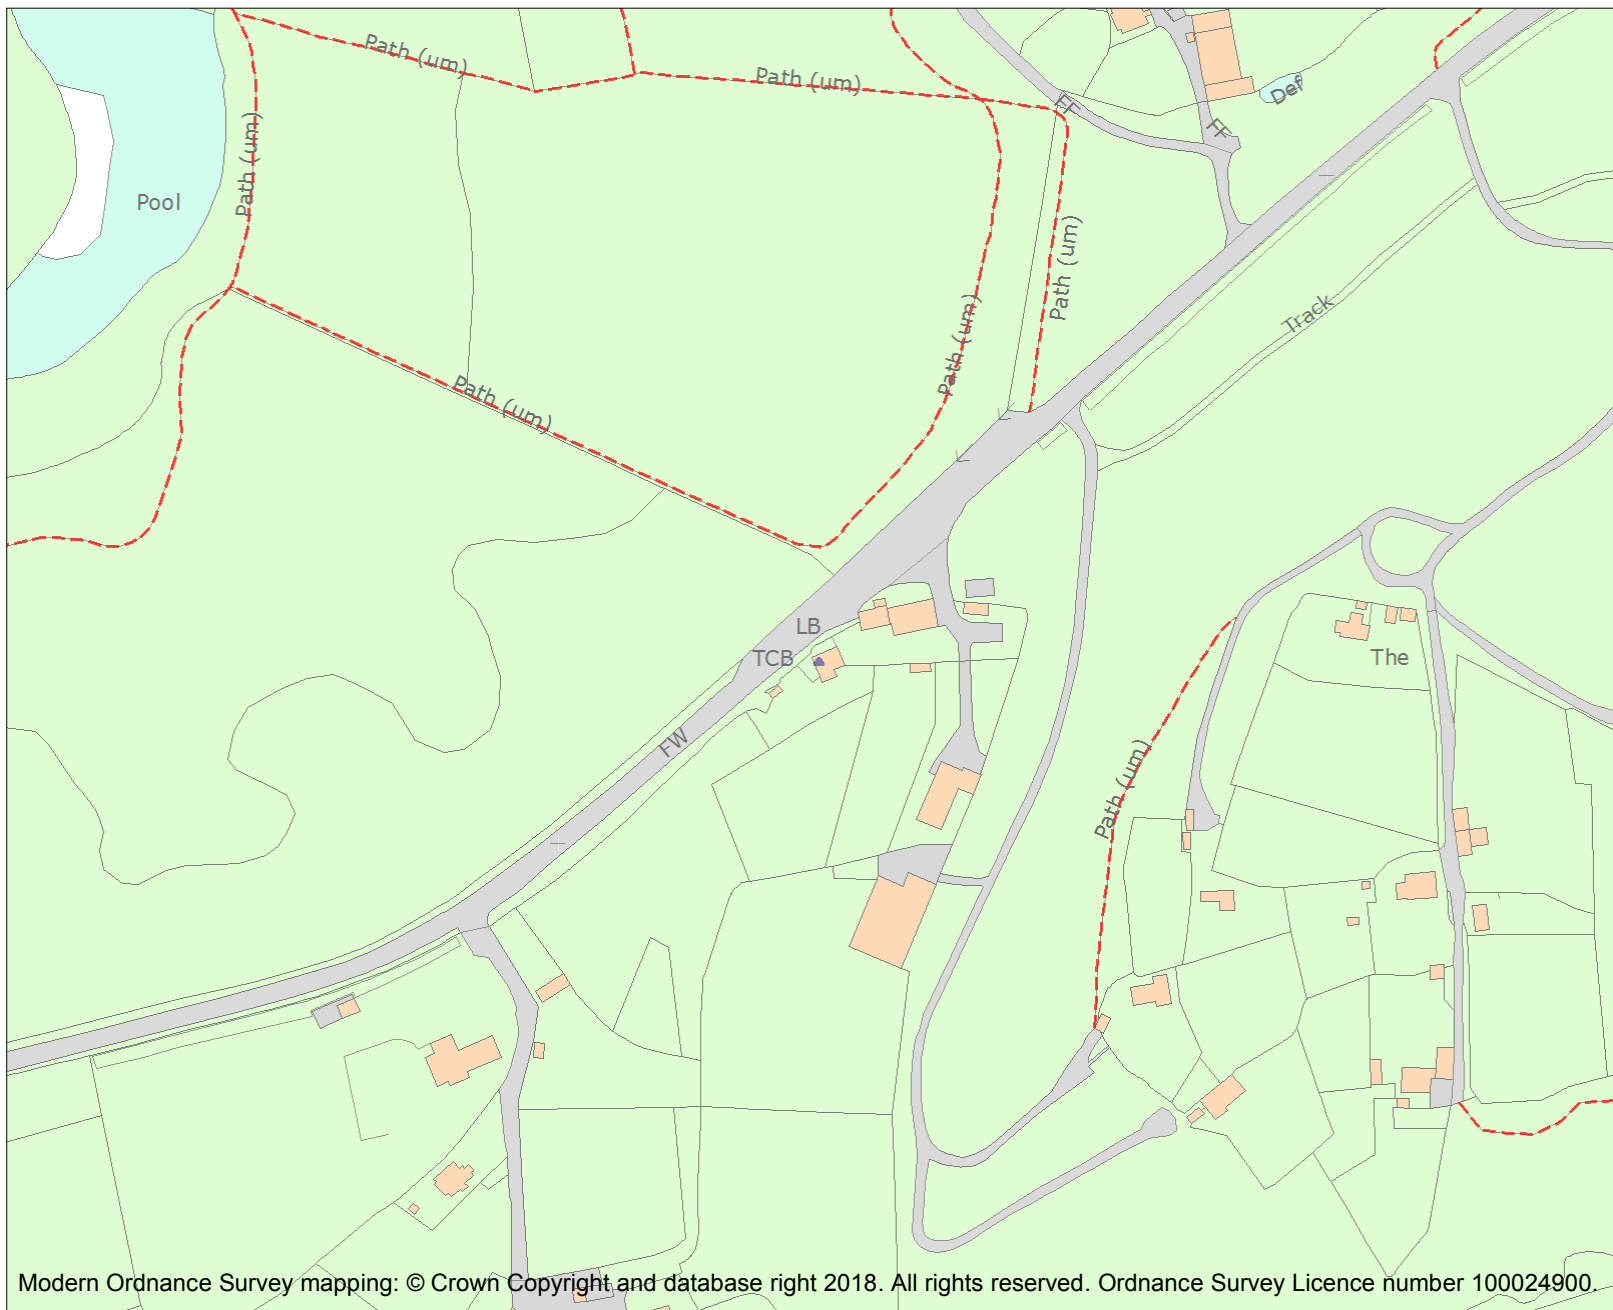 Path (um)
Path (um)
FF
Def
FF
Path (um)
Pool
Path (um)
Track
Path (um)
Path (um)
LB
TCB
The
FW
Path (um)
Modern Ordnance Survey mapping: © Crown Copyright and database right 2018. All rights reserved. Ordnance Survey Licence number 100024900.